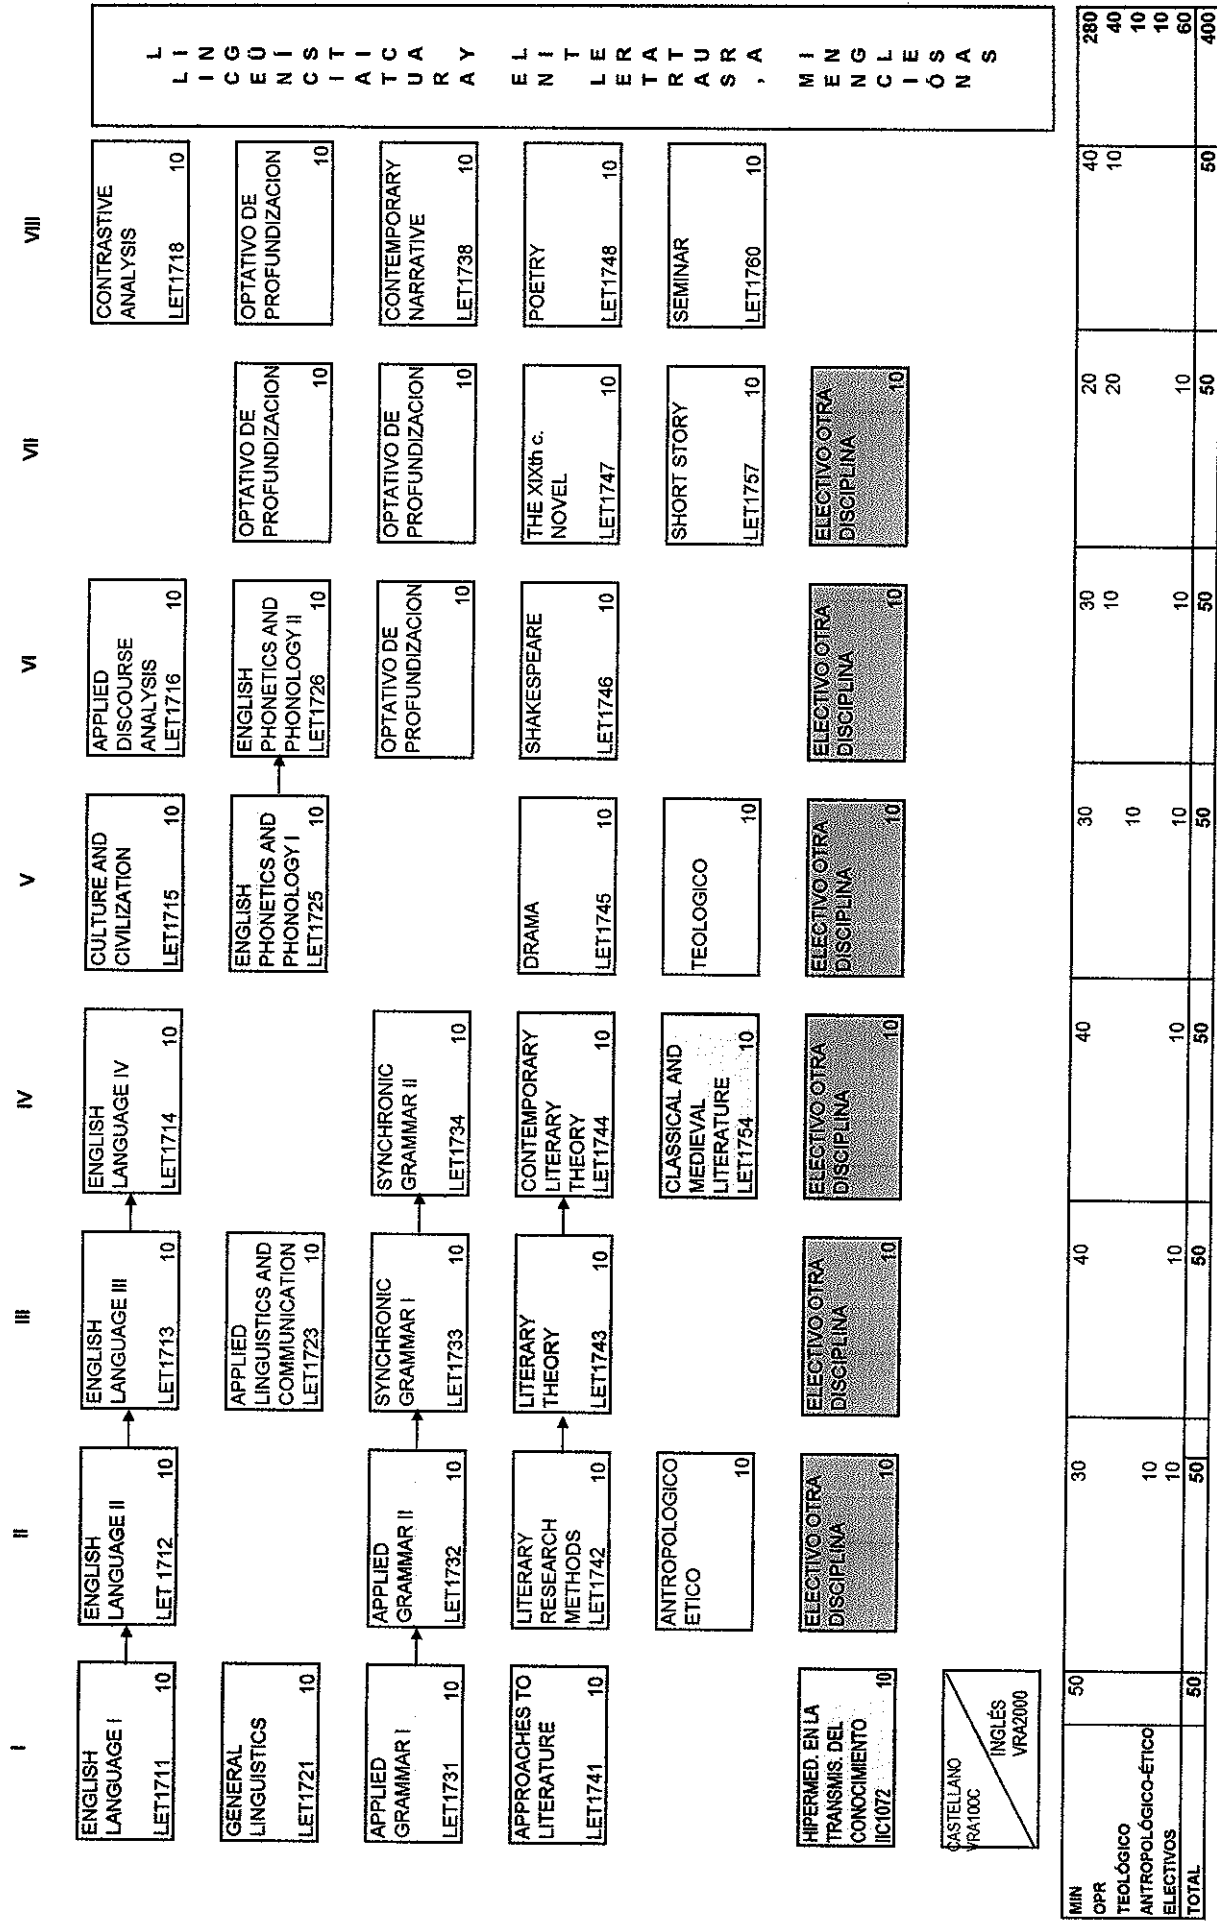 I
ENGLISH
LANGUAGE I
LET1711 10
GENERAL
LINGUISTICS
LET1721 10
APPLIED
GRAMMAR I
LET1731 10
APPROACHES TO
LITERATURE
LET1741 10
HIPERMED. EN LA
TRANSMIS. DEL
CONOCIMIENTO
IIC1072 10
CASTELLANO
VRA100C
INGLÉS
VRA2000
II
ENGLISH
LANGUAGE II
LET 1712 10
APPLIED
GRAMMAR II
LET1732 10
LITERARY
RESEARCH
METHODS
LET1742 10
ANTROPOLOGICO
ETICO
10
ELECTIVO OTRA
DISCIPLINA
10
III
ENGLISH
LANGUAGE III
LET1713 10
APPLIED
LINGUISTICS AND
COMMUNICATION
LET1723 10
SYNCHRONIC
GRAMMAR I
LET1733 10
LITERARY
THEORY
LET1743 10
ELECTIVO OTRA
DISCIPLINA
10
IV
ENGLISH
LANGUAGE IV
LET1714 10
SYNCHRONIC
GRAMMAR II
LET1734 10
CONTEMPORARY
LITERARY
THEORY
LET1744 10
CLASSICAL AND
MEDIEVAL
LITERATURE
LET1754 10
ELECTIVO OTRA
DISCIPLINA
10
V
CULTURE AND
CIVILIZATION
LET1715 10
ENGLISH
PHONETICS AND
PHONOLOGY I
LET1725 10
DRAMA
LET1745 10
TEOLOGICO
10
ELECTIVO OTRA
DISCIPLINA
10
VI
APPLIED
DISCOURSE
ANALYSIS
LET1716 10
ENGLISH
PHONETICS AND
PHONOLOGY II
LET1726 10
OPTATIVO DE
PROFUNDIZACION
10
SHAKESPEARE
LET1746 10
ELECTIVO OTRA
DISCIPLINA
10
VII
OPTATIVO DE
PROFUNDIZACION
10
OPTATIVO DE
PROFUNDIZACION
10
THE XIXth c.
NOVEL
LET1747 10
SHORT STORY
LET1757 10
ELECTIVO OTRA
DISCIPLINA
10
VIII
CONTRASTIVE
ANALYSIS
LET1718 10
OPTATIVO DE
PROFUNDIZACION
10
CONTEMPORARY
NARRATIVE
LET1738 10
POETRY
LET1748 10
SEMINAR
LET1760 10
L
L I
I N
C G
E Ü
N Í
C S
I T
A I
T C
U A
R
A Y
E L
N I
T
L E
E R
T A
R T
A U
S R
, A
M I
E N
N G
C L
I E
Ó S
N A
S
MIN 50 30 40 40 30 30 20 40 280
OPR 10 20 10 40
TEOLÓGICO 10 10
ANTROPOLÓGICO-ÉTICO 10 10
ELECTIVOS 10 10 10 10 10 10 60
TOTAL 50 50 50 50 50 50 50 50 400